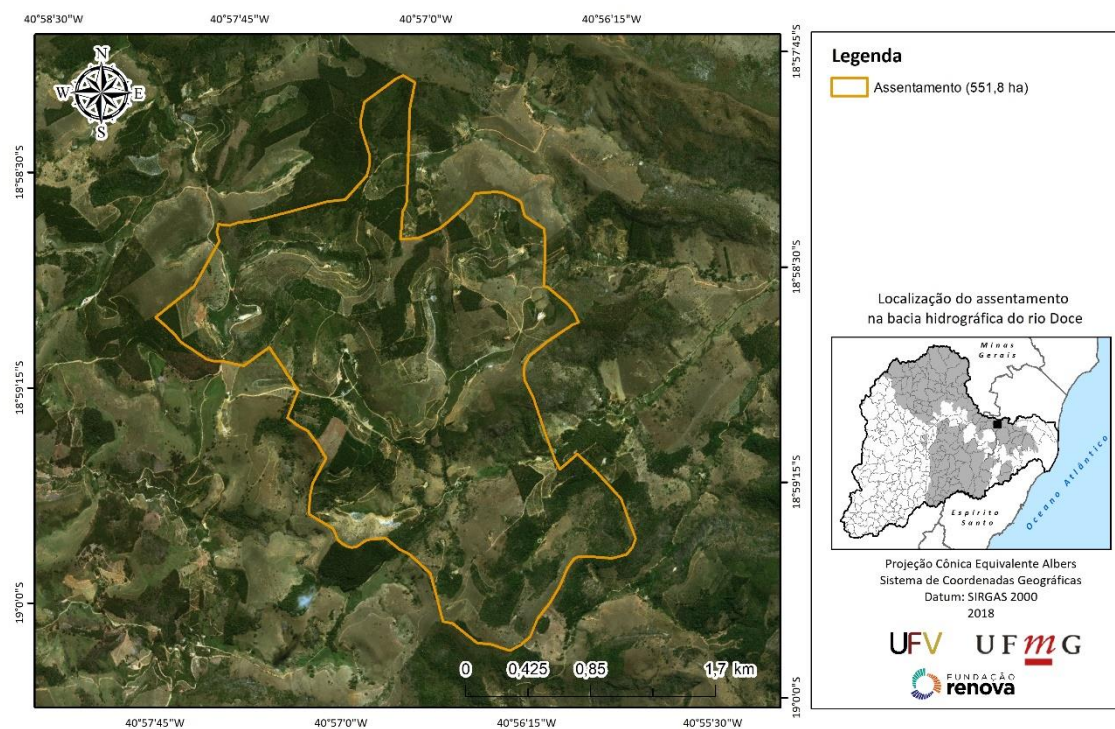 40°58'30"W
40°57'45"W
40°57'0"W
40°56'15"W
N
W
E
S
18°58'30"S
18°59'15"S
19°0'0"S
18°57'45"S
18°58'30"S
18°59'15"S
19°0'0"S
0 0,425 0,85 1,7 km
40°57'45"W
40°57'0"W
40°56'15"W
40°55'30"W
Legenda
Assentamento (551,8 ha)
Localização do assentamento
na bacia hidrográfica do rio Doce
Minas
Gerais
Espírito
Santo
Oceano Atlântico
Projeção Cônica Equivalente Albers
Sistema de Coordenadas Geográficas
Datum: SIRGAS 2000
2018
UFV
UFmG
FUNDAÇÃO
renova